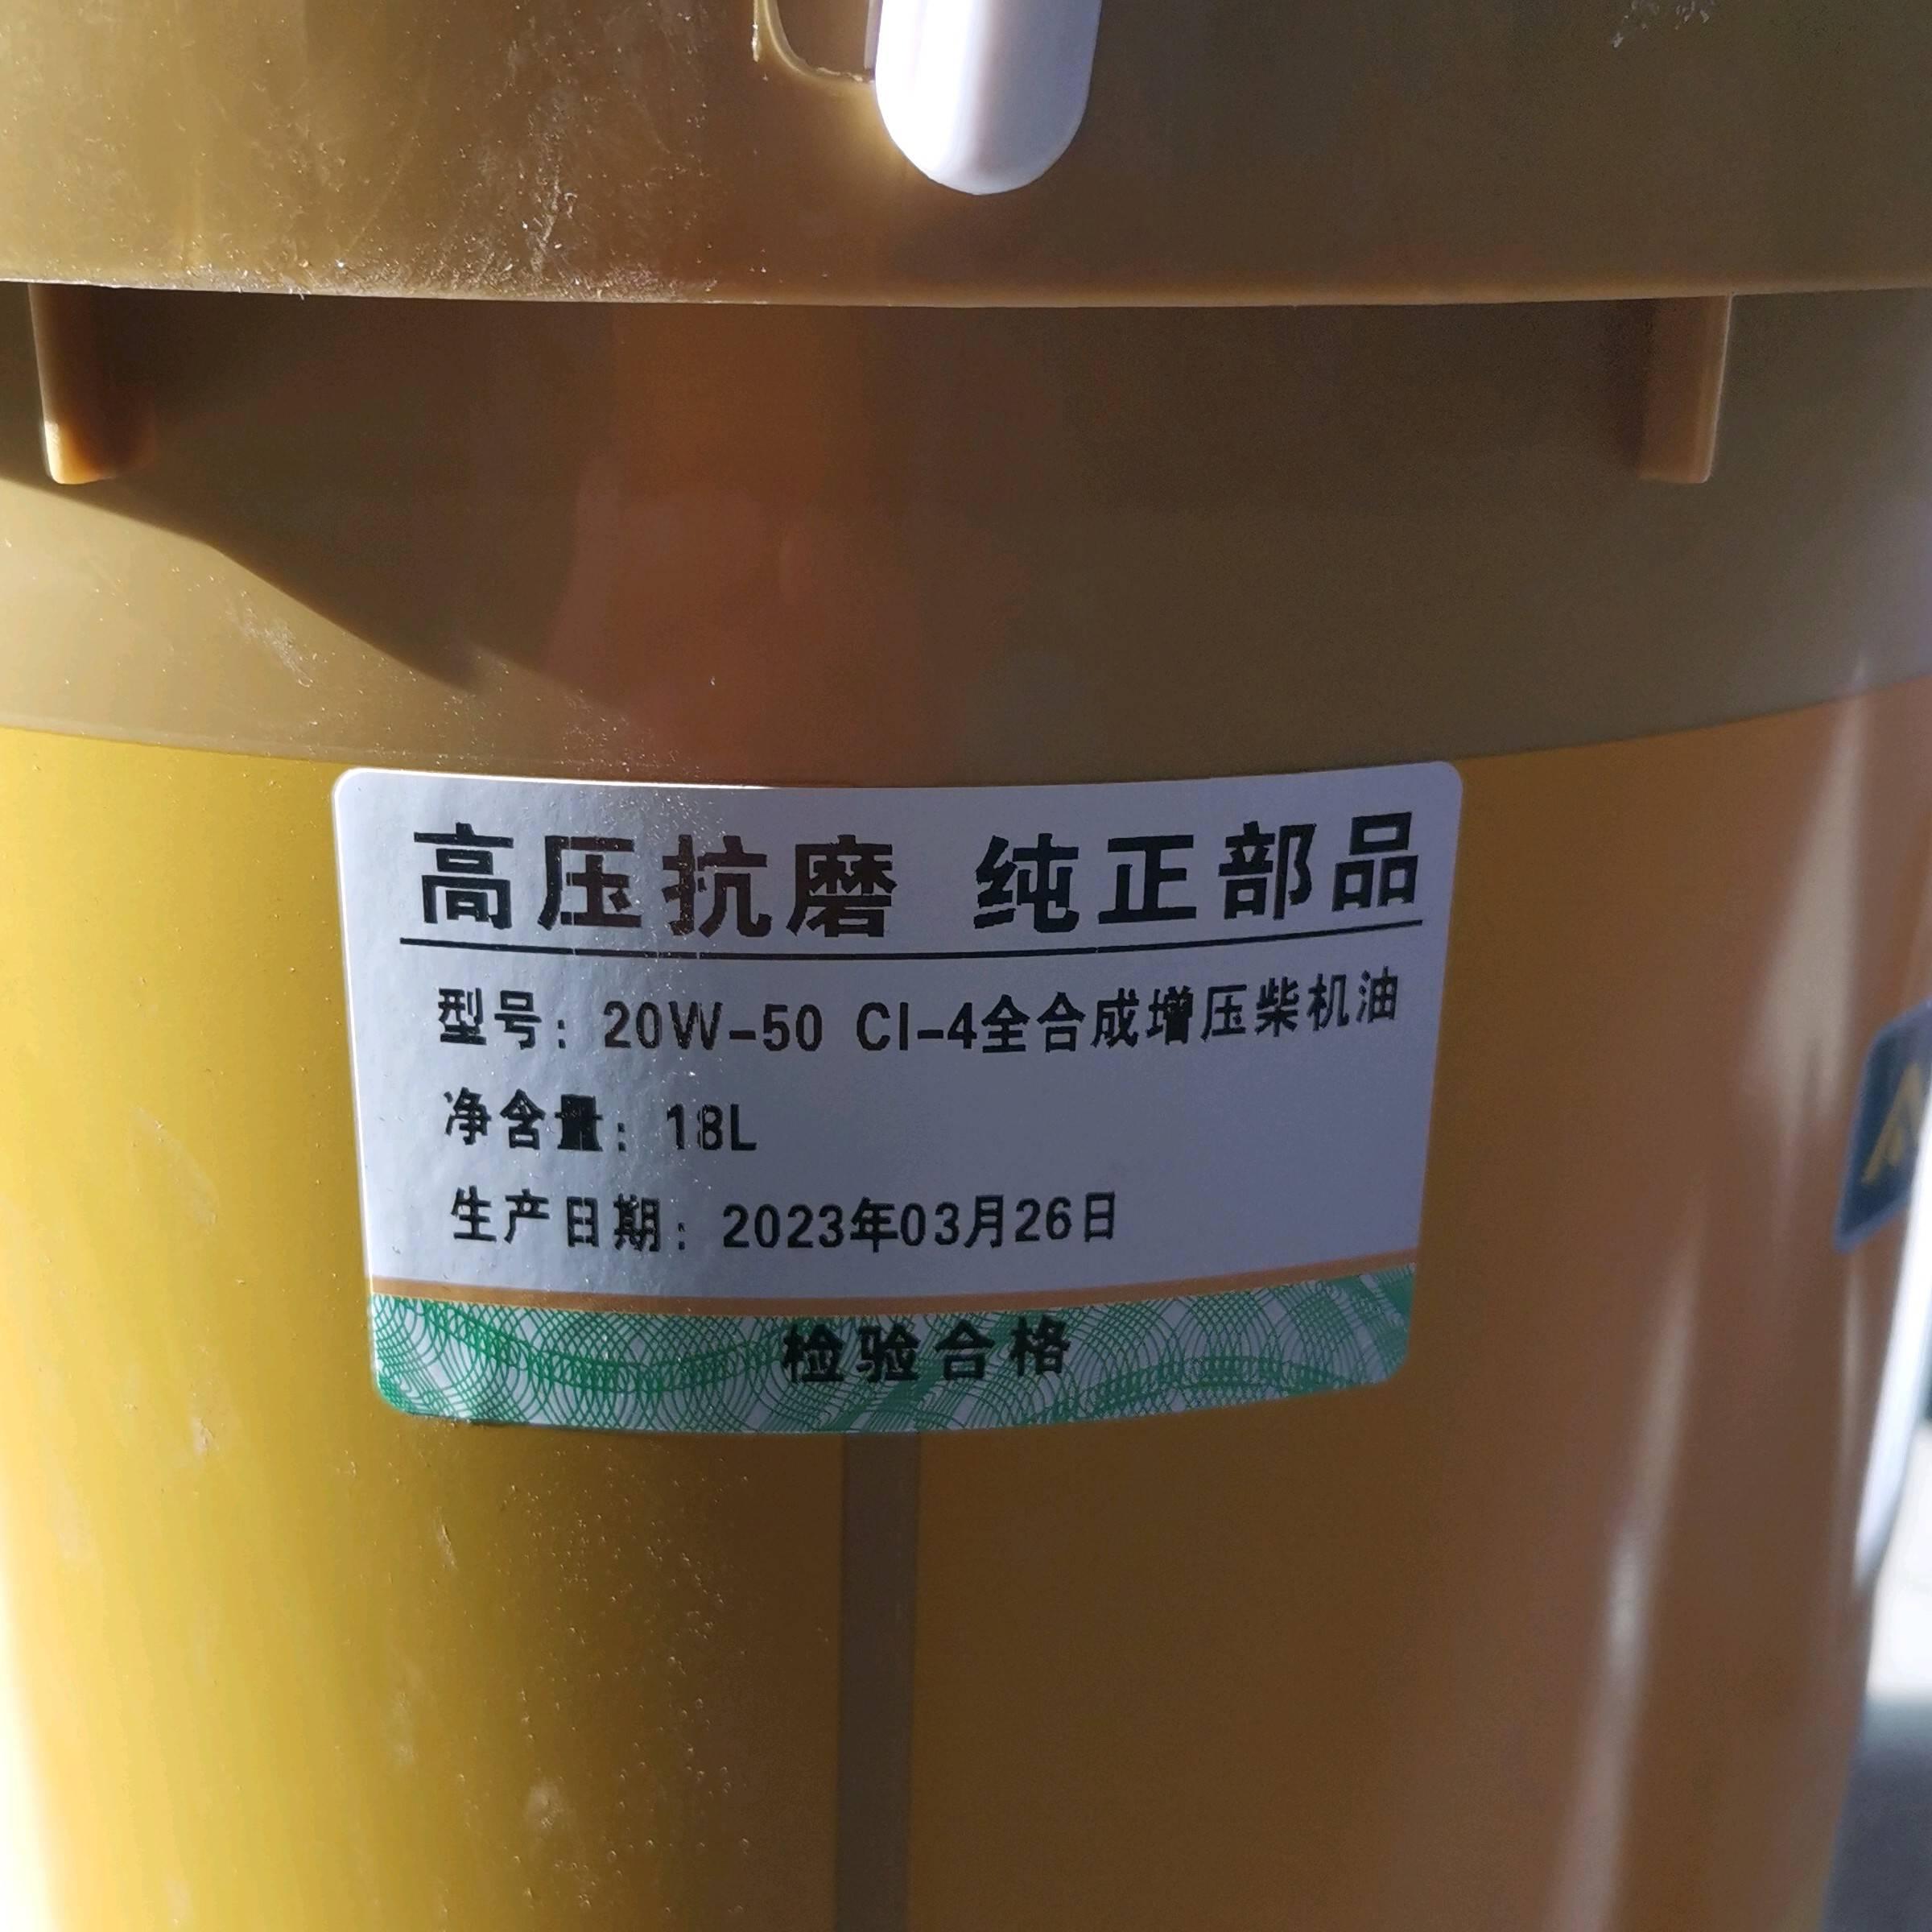 高压抗磨 纯正部品
型号：20W-50 CI-4全合成增压柴机油
净含量：18L
生产日期：2023年03月26日
检验合格